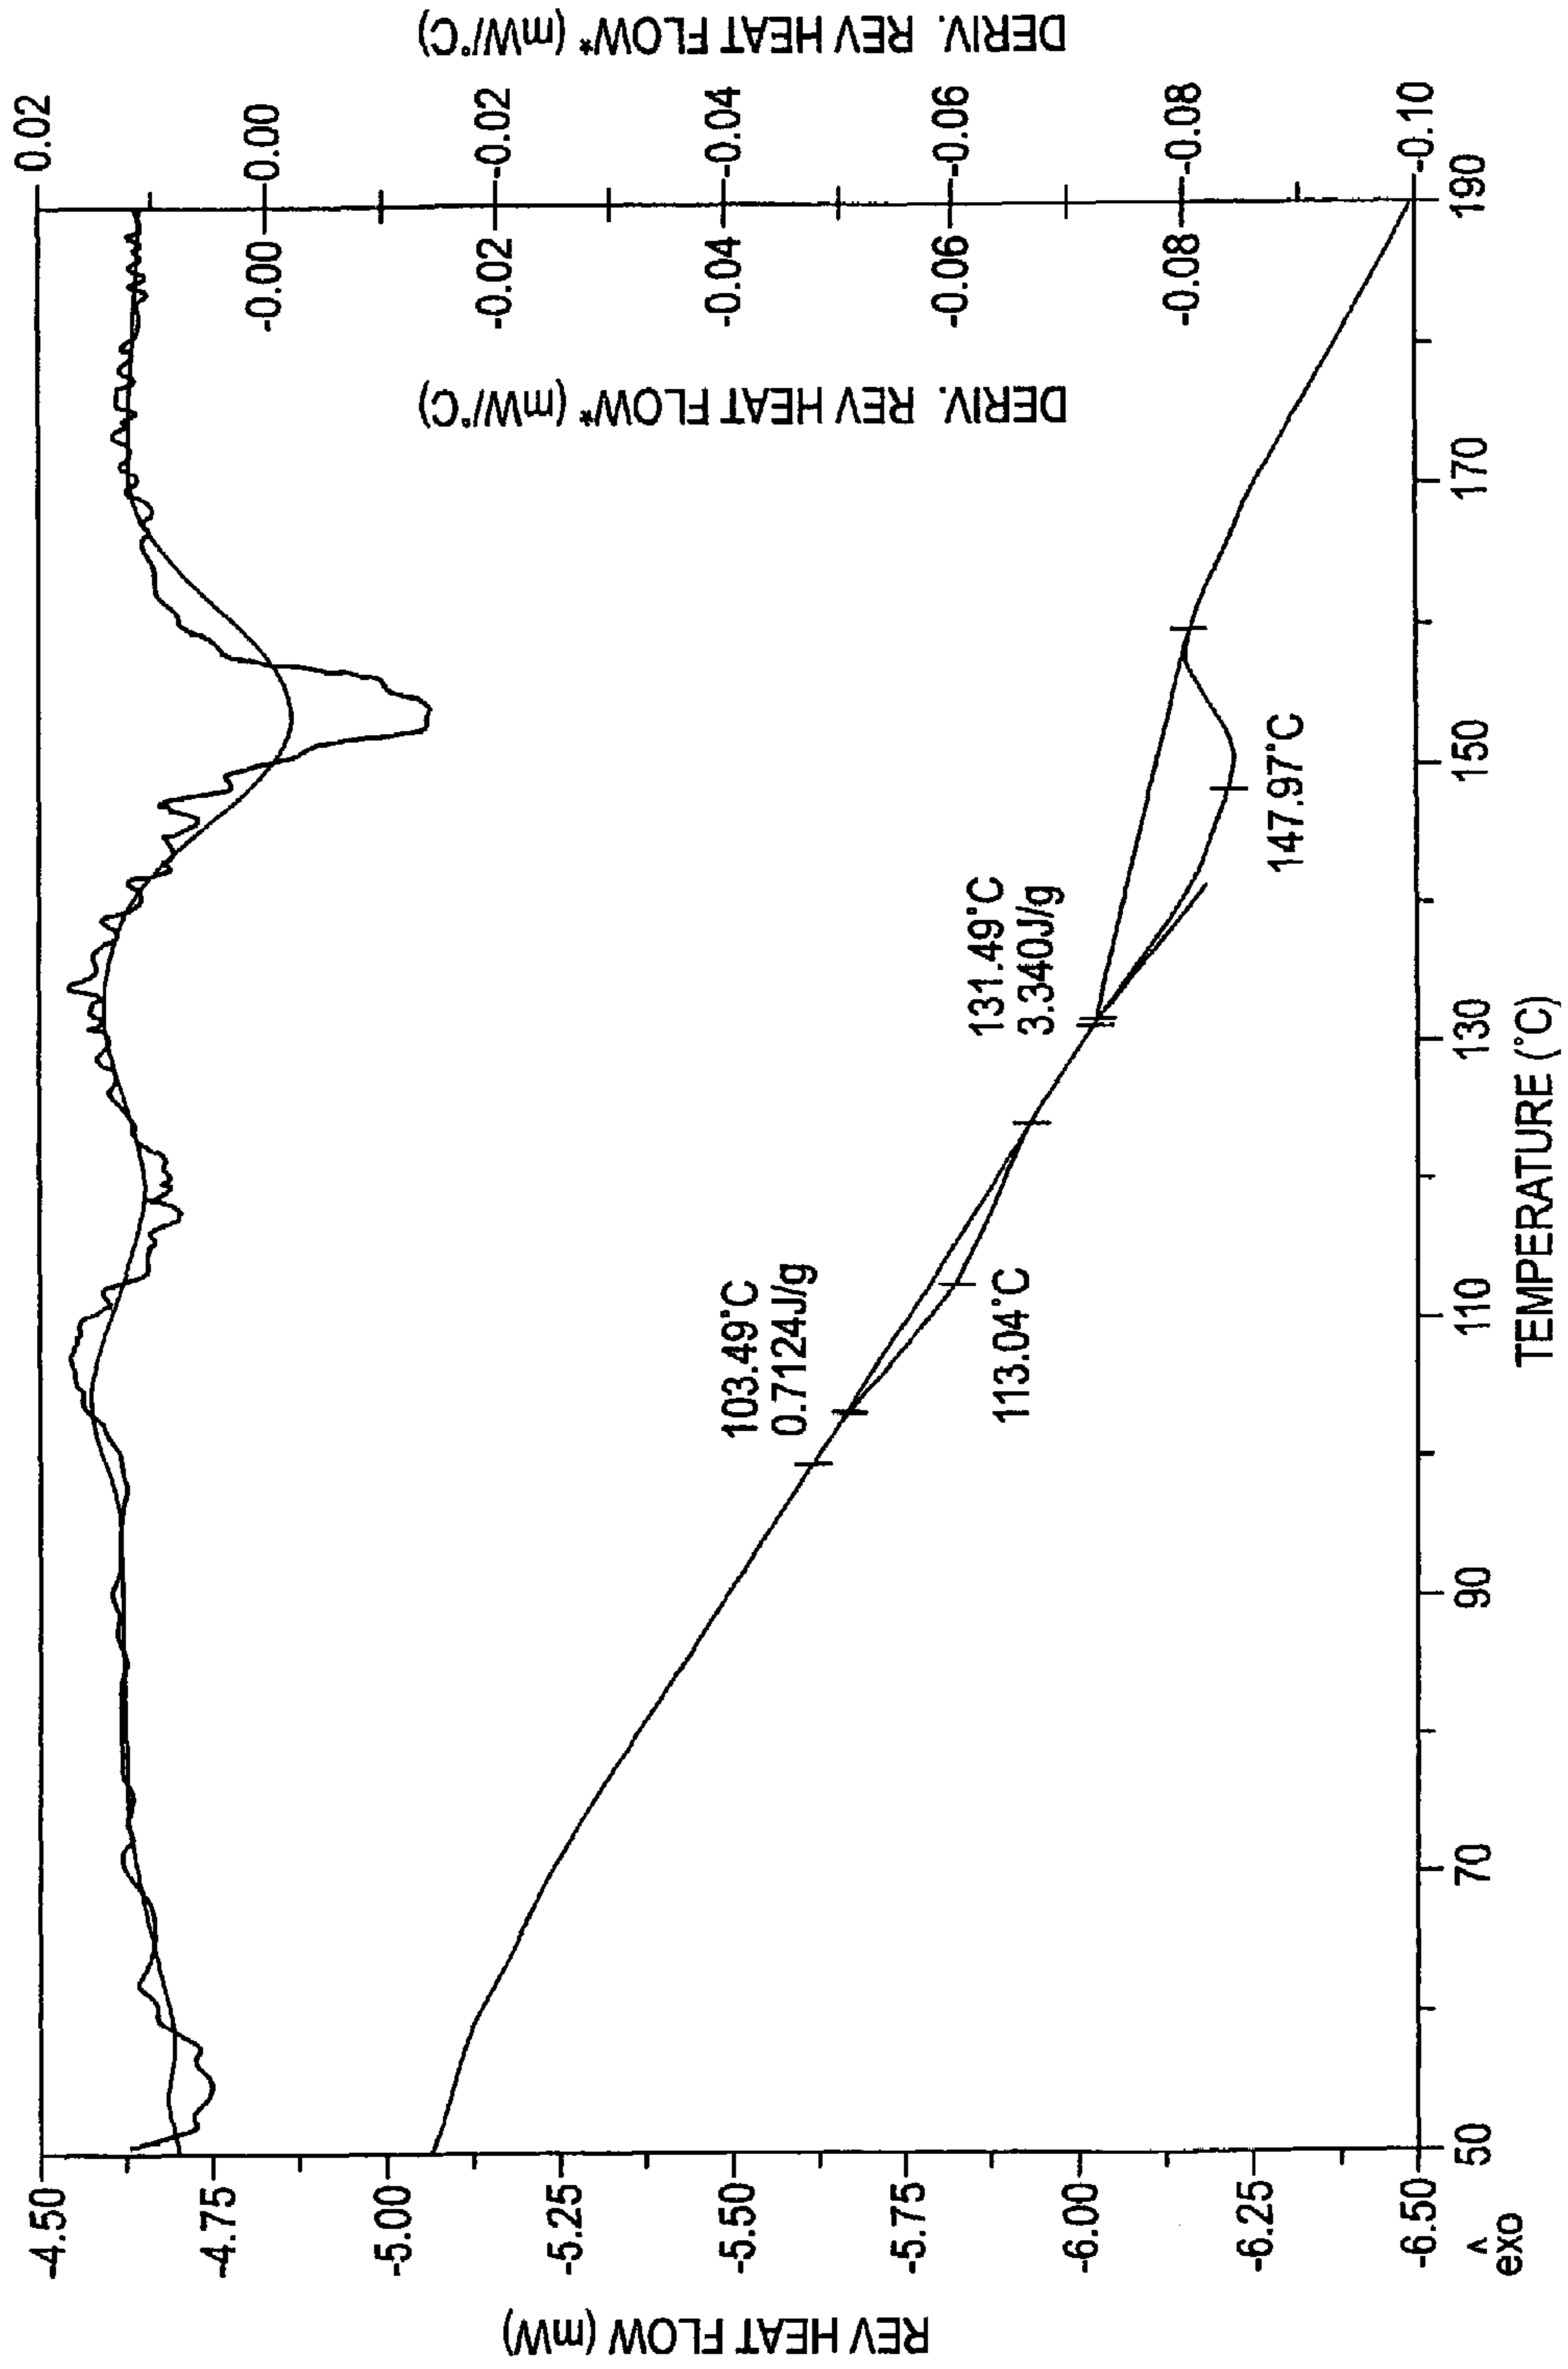 REV HEAT FLOW (mW)
-4.50
-4.75
-5.00
-5.25
-5.50
-5.75
-6.00
-6.25
-6.50
^
exo
50
70
90
110
130
150
170
190
TEMPERATURE (°C)
103.49°C
0.7124J/g
113.04°C
131.49°C
3.340J/g
147.97°C
DERIV. REV HEAT FLOW* (mW/°C)
-0.00
-0.02
-0.04
-0.06
-0.08
0.02
-0.00
-0.02
-0.04
-0.06
-0.08
-0.10
DERIV. REV HEAT FLOW* (mW/°C)